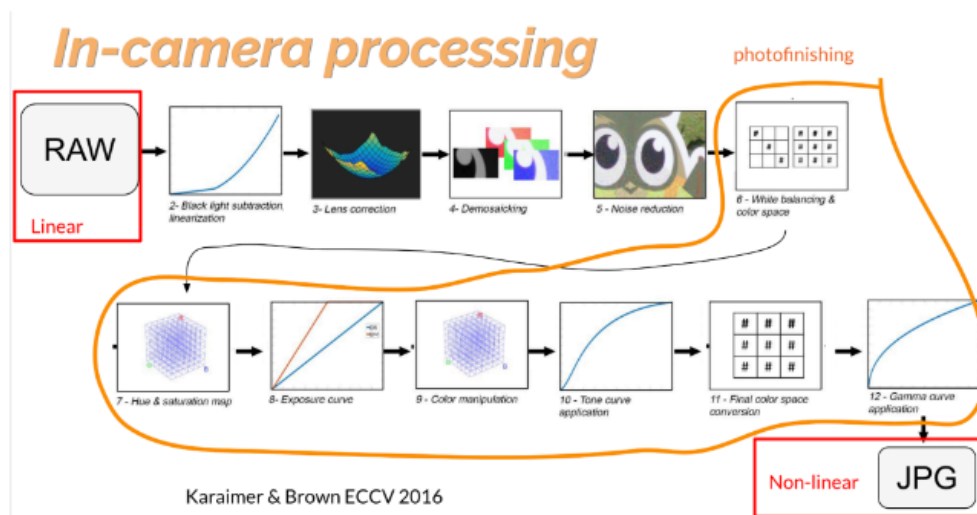 In-camera processing
photofinishing
RAW
Linear
2- Black light subtraction,
linearization
3- Lens correction
4- Demosaicking
5 - Noise reduction
# # # #
# # # #
# # # #
6 - White balancing &
color space
7 - Hue & saturation map
8- Exposure curve
9 - Color manipulation
10 - Tone curve
application
# # #
# # #
# # #
11 - Final color space
conversion
12 - Gamma curve
application
Non-linear
JPG
Karaimer & Brown ECCV 2016